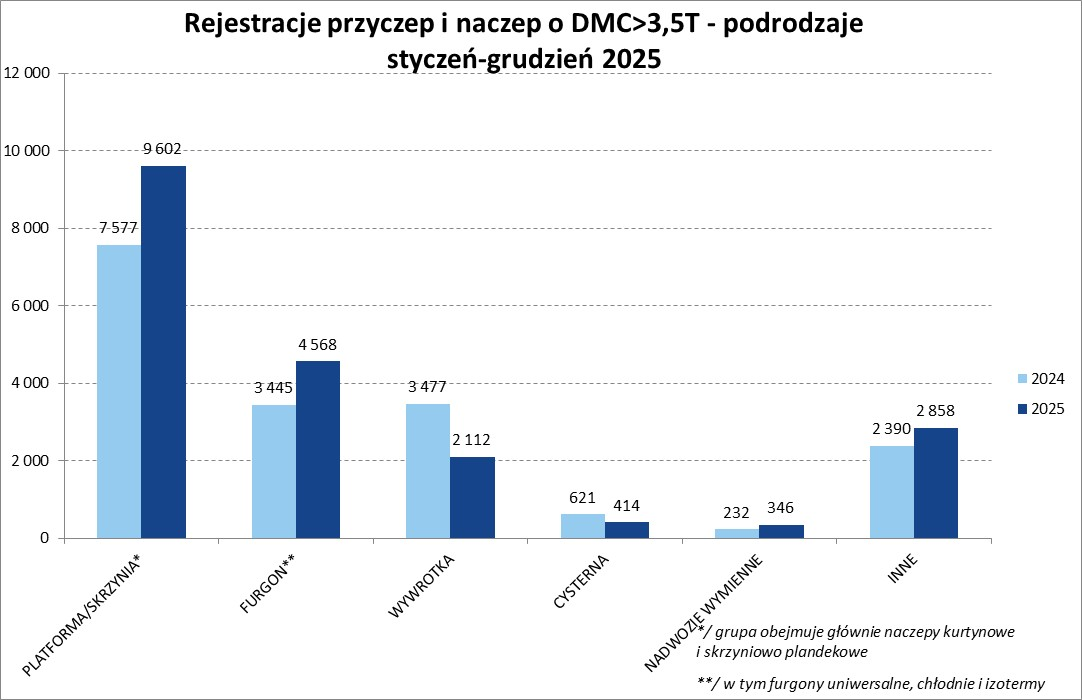 Rejestracje przyczep i naczep o DMC>3,5T - podrodzaje
styczeń-grudzień 2025
12 000
10 000
8 000
6 000
4 000
2 000
0
7 577
9 602
3 445
4 568
3 477
2 112
621
414
232
346
2 390
2 858
2024
2025
PLATFORMA/SKRZYNIA*
FURGON**
WYWROTKA
CYSTERNA
NADWOZIE WYMIENNE
INNE
*/ grupa obejmuje głównie naczepy kurtynowe
i skrzyniowo plandekowe
**/ w tym furgony uniwersalne, chłodnie i izotermy